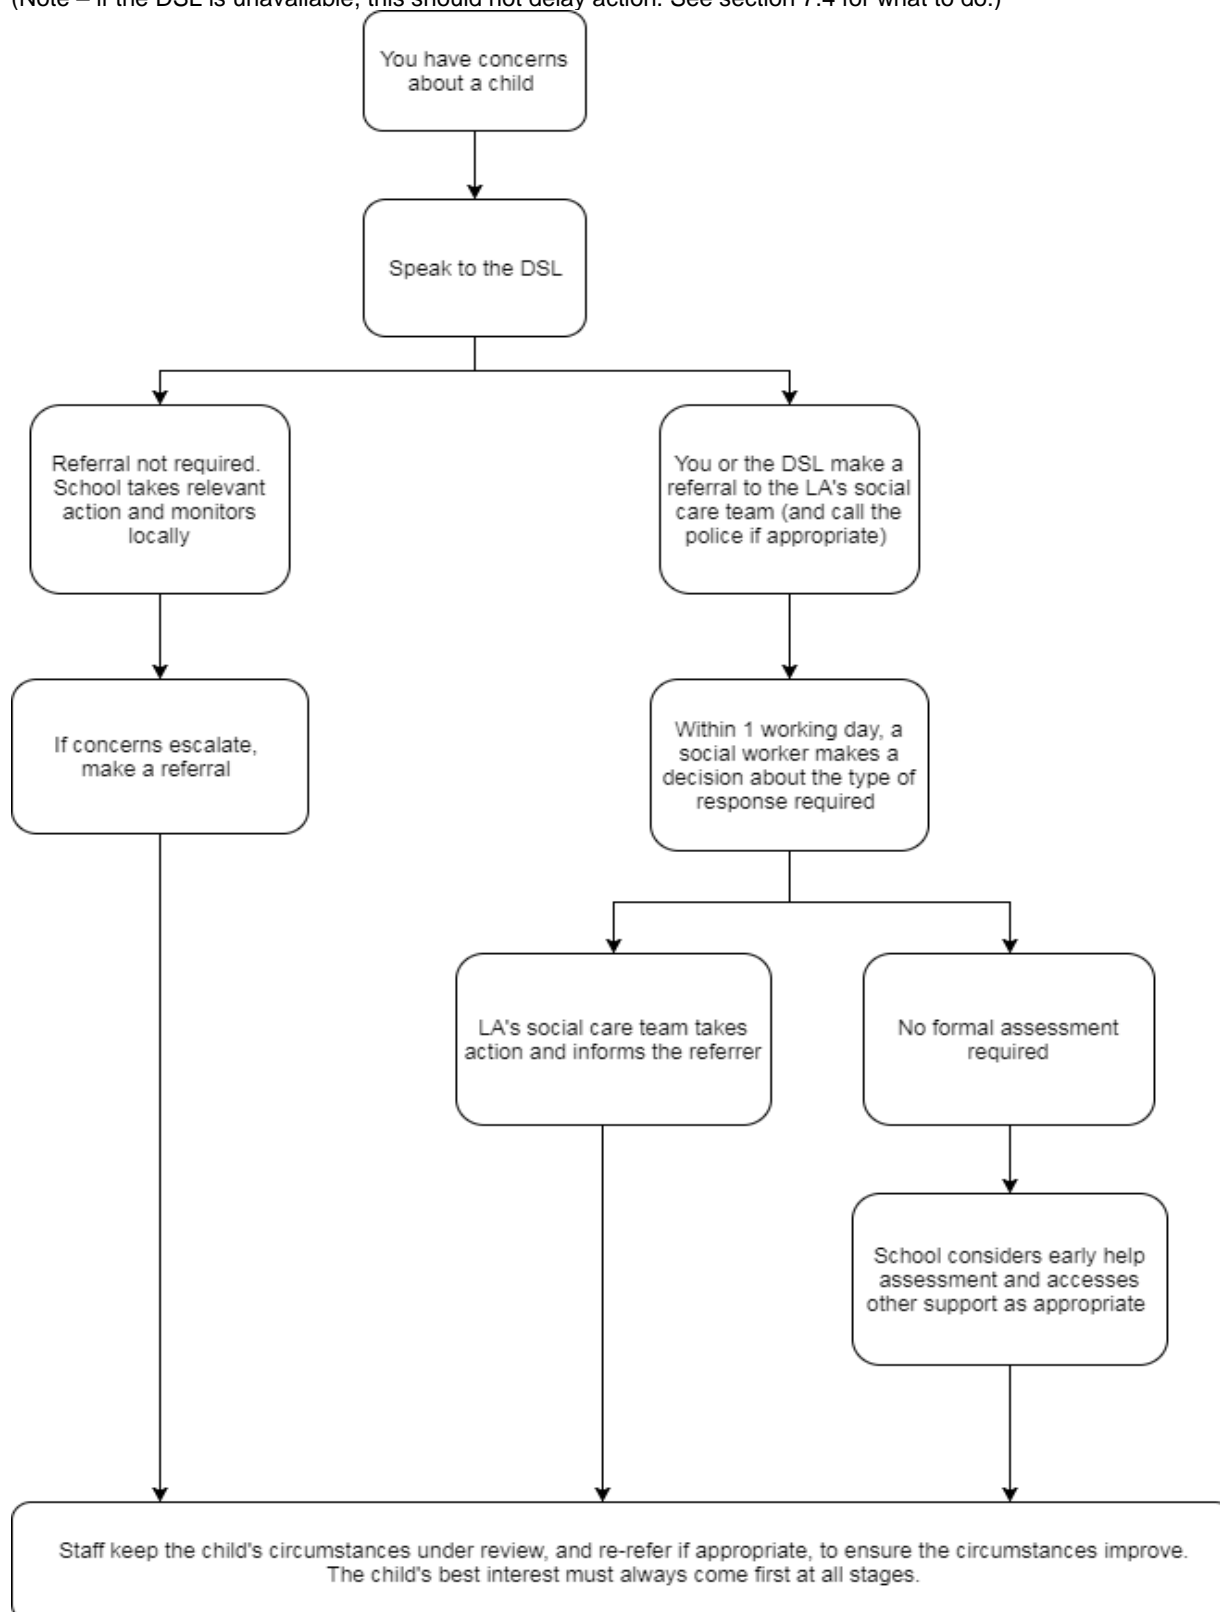 (Note – if the DSL is unavailable, this should not delay action. See section 7.4 for what to do.)
You have concerns
about a child
Speak to the DSL
Referral not required.
School takes relevant
action and monitors
locally
You or the DSL make a
referral to the LA's social
care team (and call the
police if appropriate)
If concerns escalate,
make a referral
Within 1 working day, a
social worker makes a
decision about the type of
response required
LA's social care team takes
action and informs the referrer
No formal assessment
required
School considers early help
assessment and accesses
other support as appropriate
Staff keep the child's circumstances under review, and re-refer if appropriate, to ensure the circumstances improve.
The child's best interest must always come first at all stages.